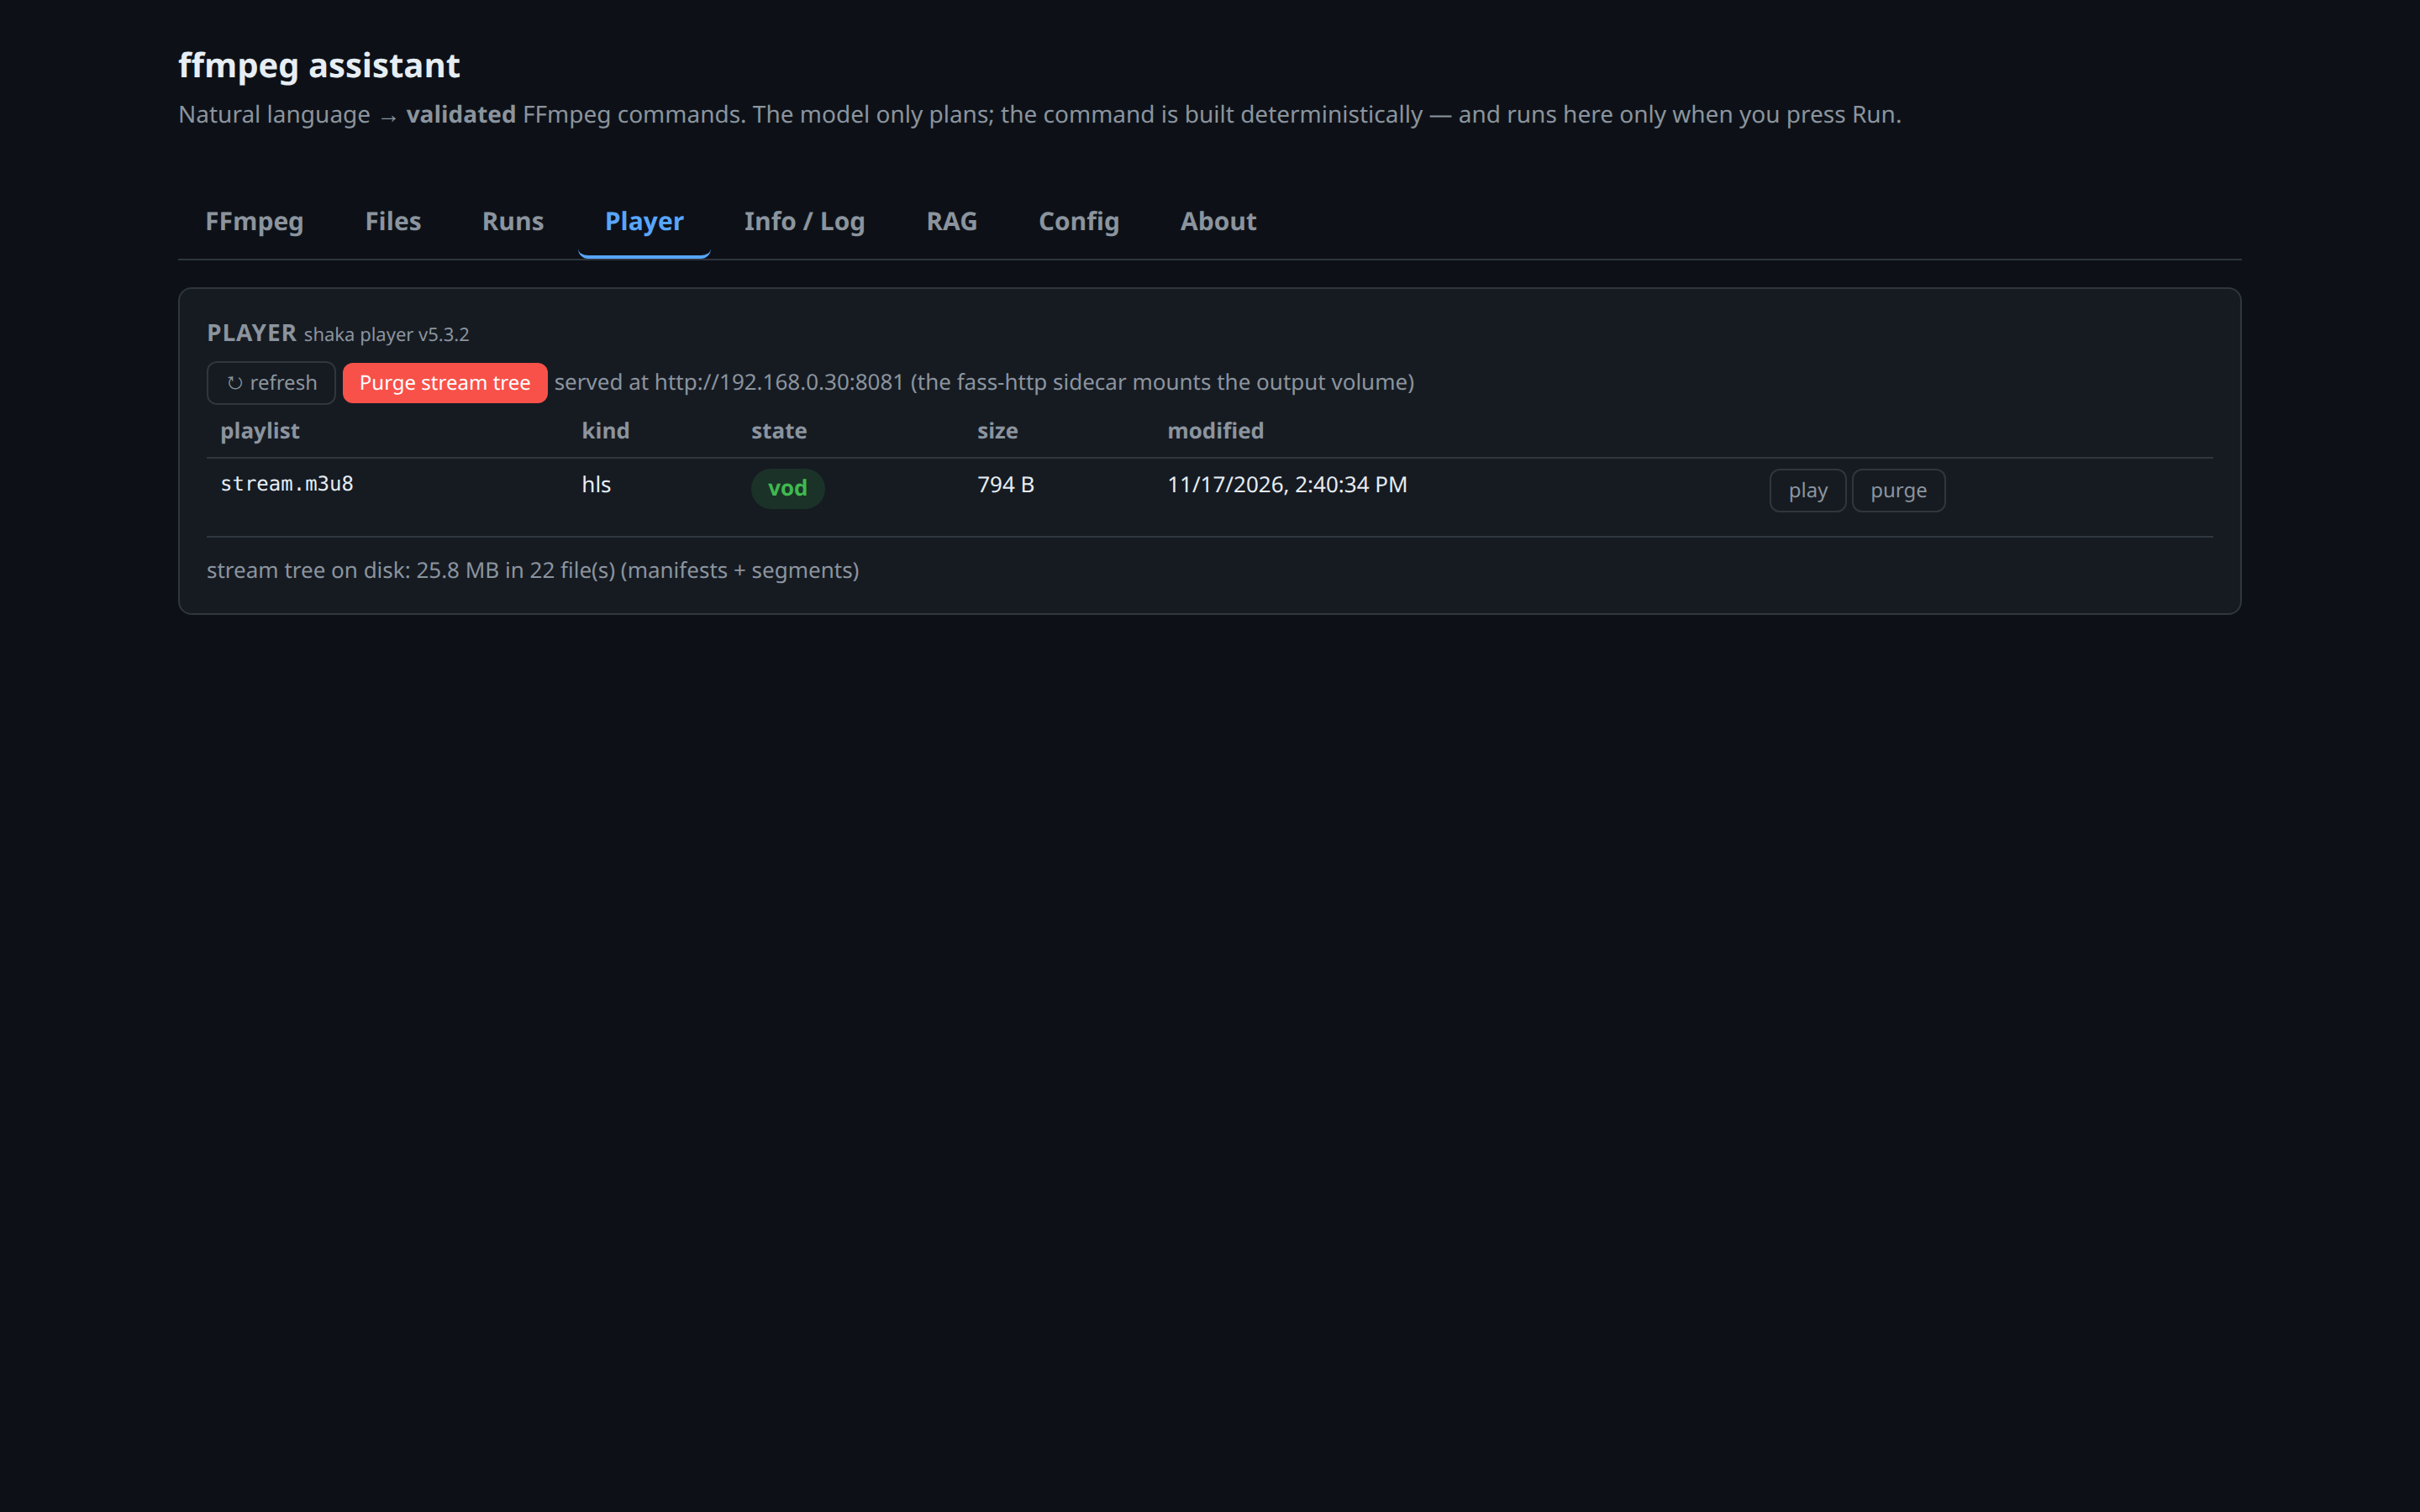 ffmpeg assistant
Natural language → validated FFmpeg commands. The model only plans; the command is built deterministically — and runs here only when you press Run.
FFmpeg Files Runs Player Info / Log RAG Config About
PLAYER shaka player v5.3.2
↻ refresh Purge stream tree served at http://192.168.0.30:8081 (the fass-http sidecar mounts the output volume)
playlist kind state size modified
stream.m3u8 hls vod 794 B 11/17/2026, 2:40:34 PM play purge
stream tree on disk: 25.8 MB in 22 file(s) (manifests + segments)